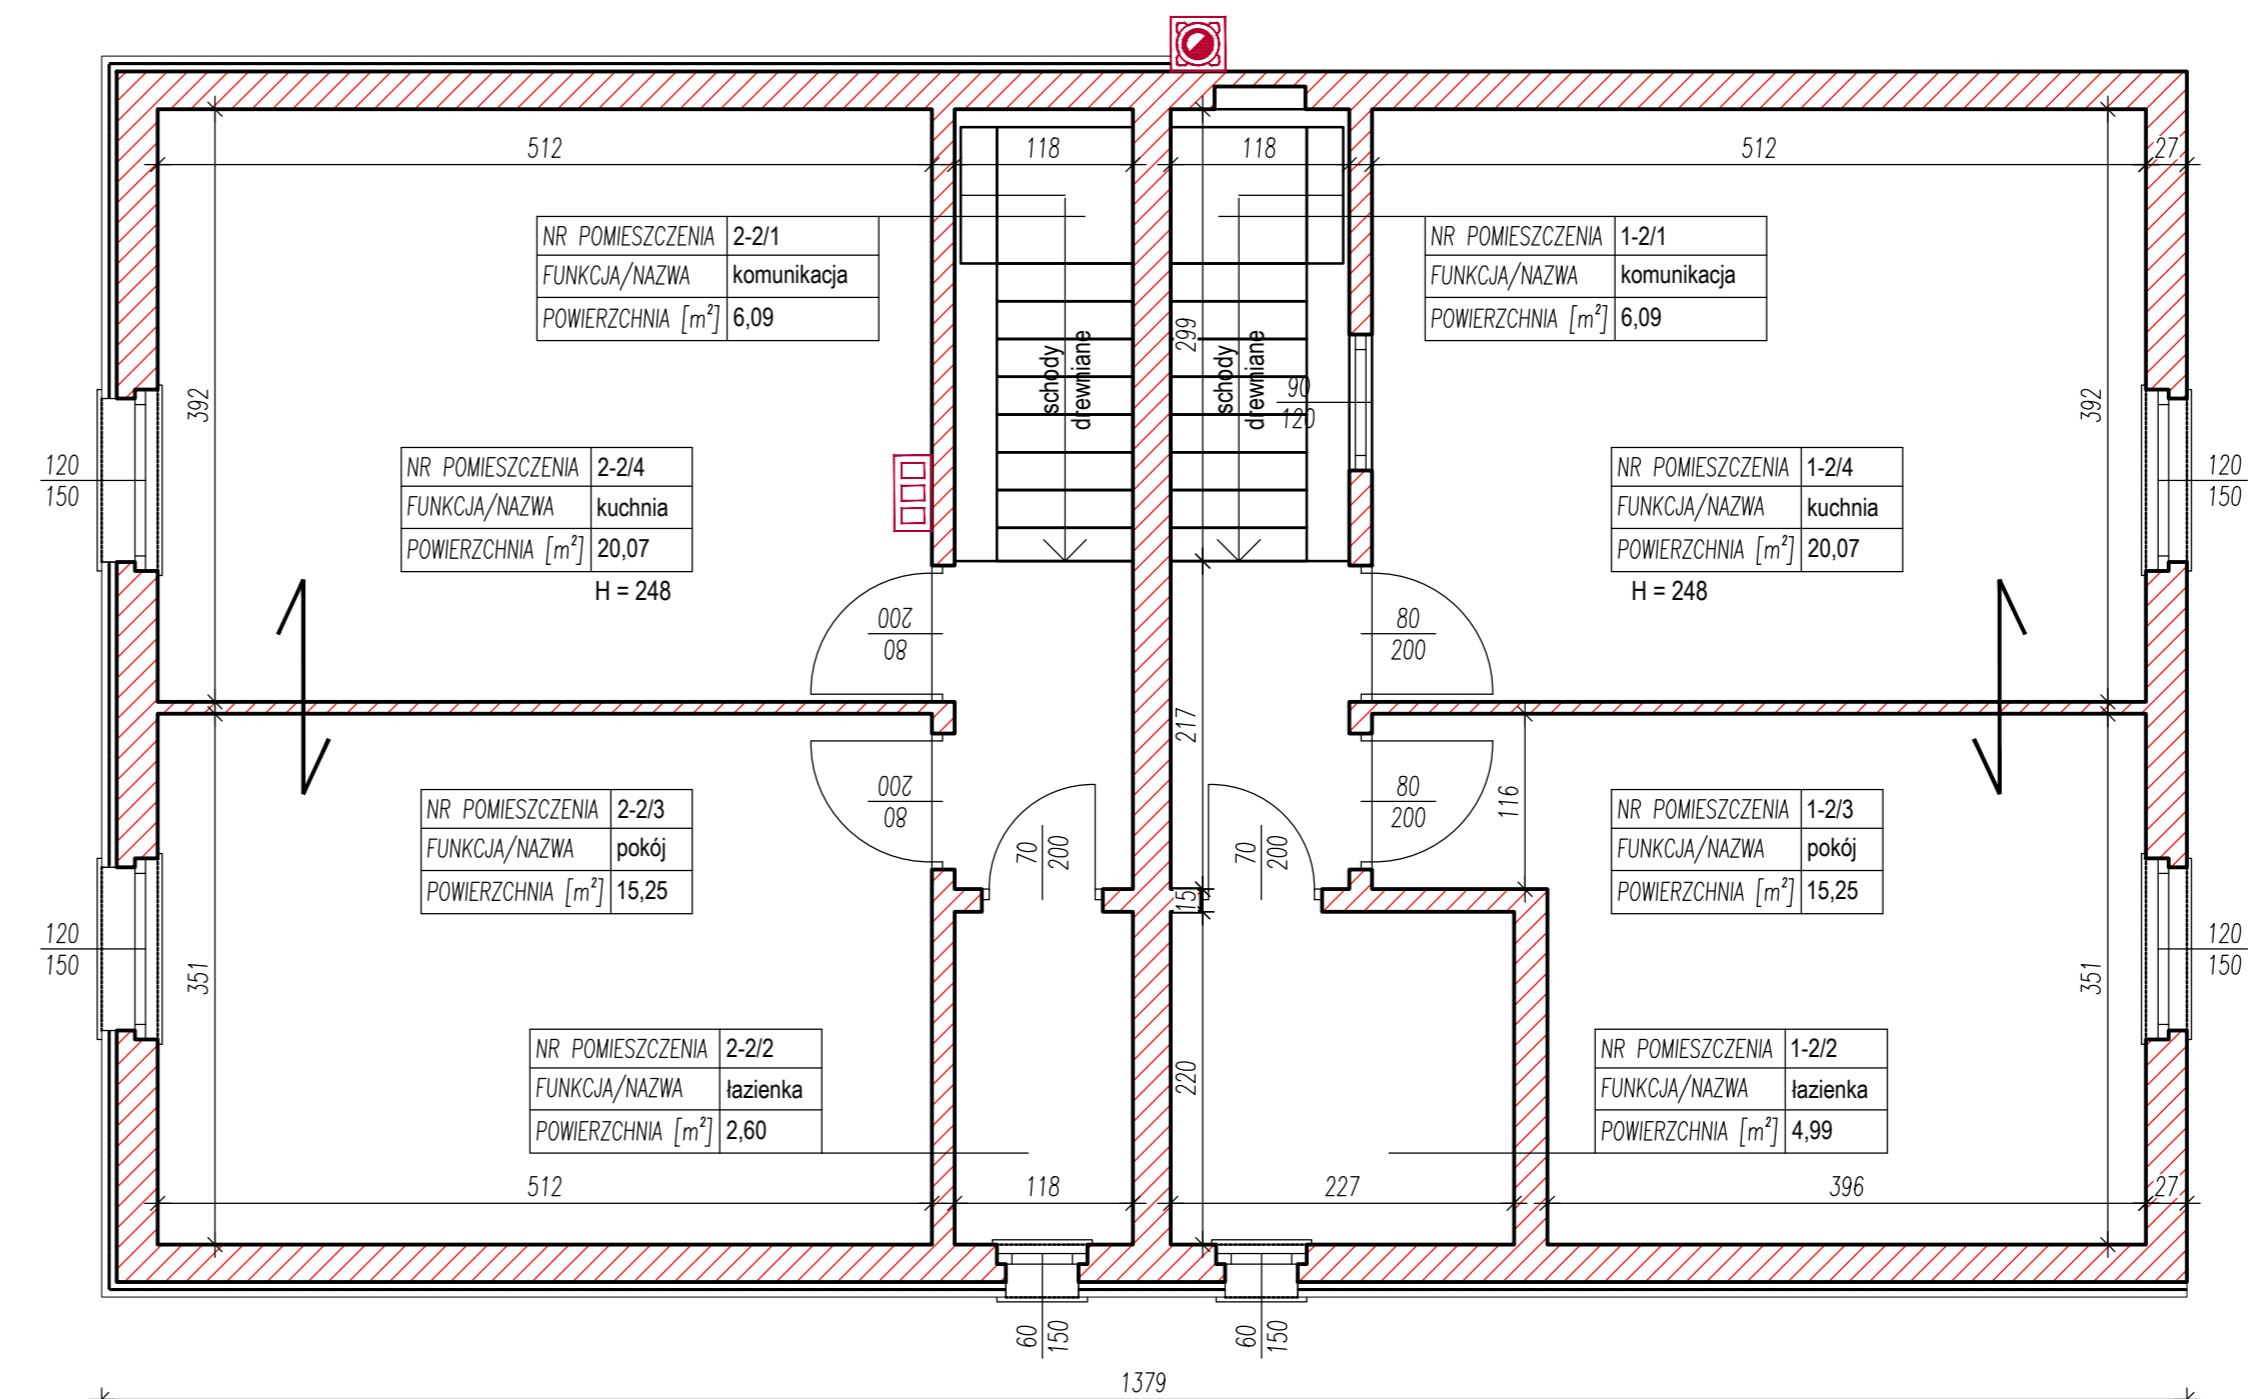 512
118
118
512
27
NR POMIESZCZENIA 2-2/1
FUNKCJA/NAZWA komunikacja
POWIERZCHNIA [m²] 6,09
NR POMIESZCZENIA 1-2/1
FUNKCJA/NAZWA komunikacja
POWIERZCHNIA [m²] 6,09
schody
drewniane
299
schody
drewniane
90
120
392
392
NR POMIESZCZENIA 2-2/4
FUNKCJA/NAZWA kuchnia
POWIERZCHNIA [m²] 20,07
H = 248
NR POMIESZCZENIA 1-2/4
FUNKCJA/NAZWA kuchnia
POWIERZCHNIA [m²] 20,07
H = 248
120
150
120
150
80
200
80
200
217
80
200
80
200
116
70
200
70
200
15
NR POMIESZCZENIA 2-2/3
FUNKCJA/NAZWA pokój
POWIERZCHNIA [m²] 15,25
NR POMIESZCZENIA 1-2/3
FUNKCJA/NAZWA pokój
POWIERZCHNIA [m²] 15,25
120
150
120
150
351
351
NR POMIESZCZENIA 2-2/2
FUNKCJA/NAZWA łazienka
POWIERZCHNIA [m²] 2,60
220
NR POMIESZCZENIA 1-2/2
FUNKCJA/NAZWA łazienka
POWIERZCHNIA [m²] 4,99
512
118
227
396
27
60
150
60
150
1379